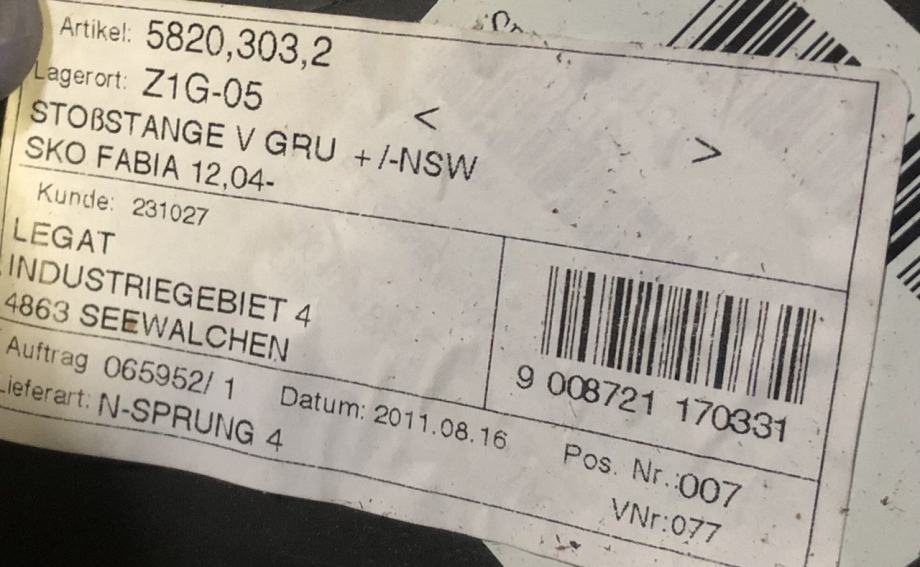 Artikel: 5820,303,2
Lagerort: Z1G-05
< >
STOßSTANGE V GRU +/-NSW
SKO FABIA 12,04-
Kunde: 231027
LEGAT
INDUSTRIEGEBIET 4
4863 SEEWALCHEN
9 008721 170331
Auftrag 065952/ 1 Datum: 2011.08.16 Pos. Nr.:007
Lieferart: N-SPRUNG 4 VNr:077